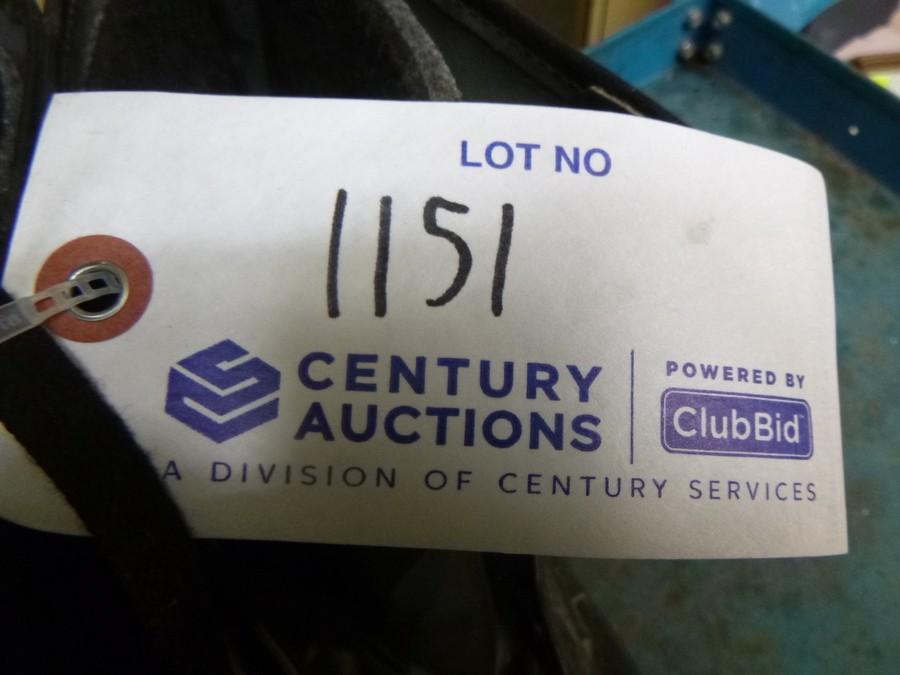 LOT NO
1151
CENTURY
AUCTIONS
POWERED BY
ClubBid
A DIVISION OF CENTURY SERVICES